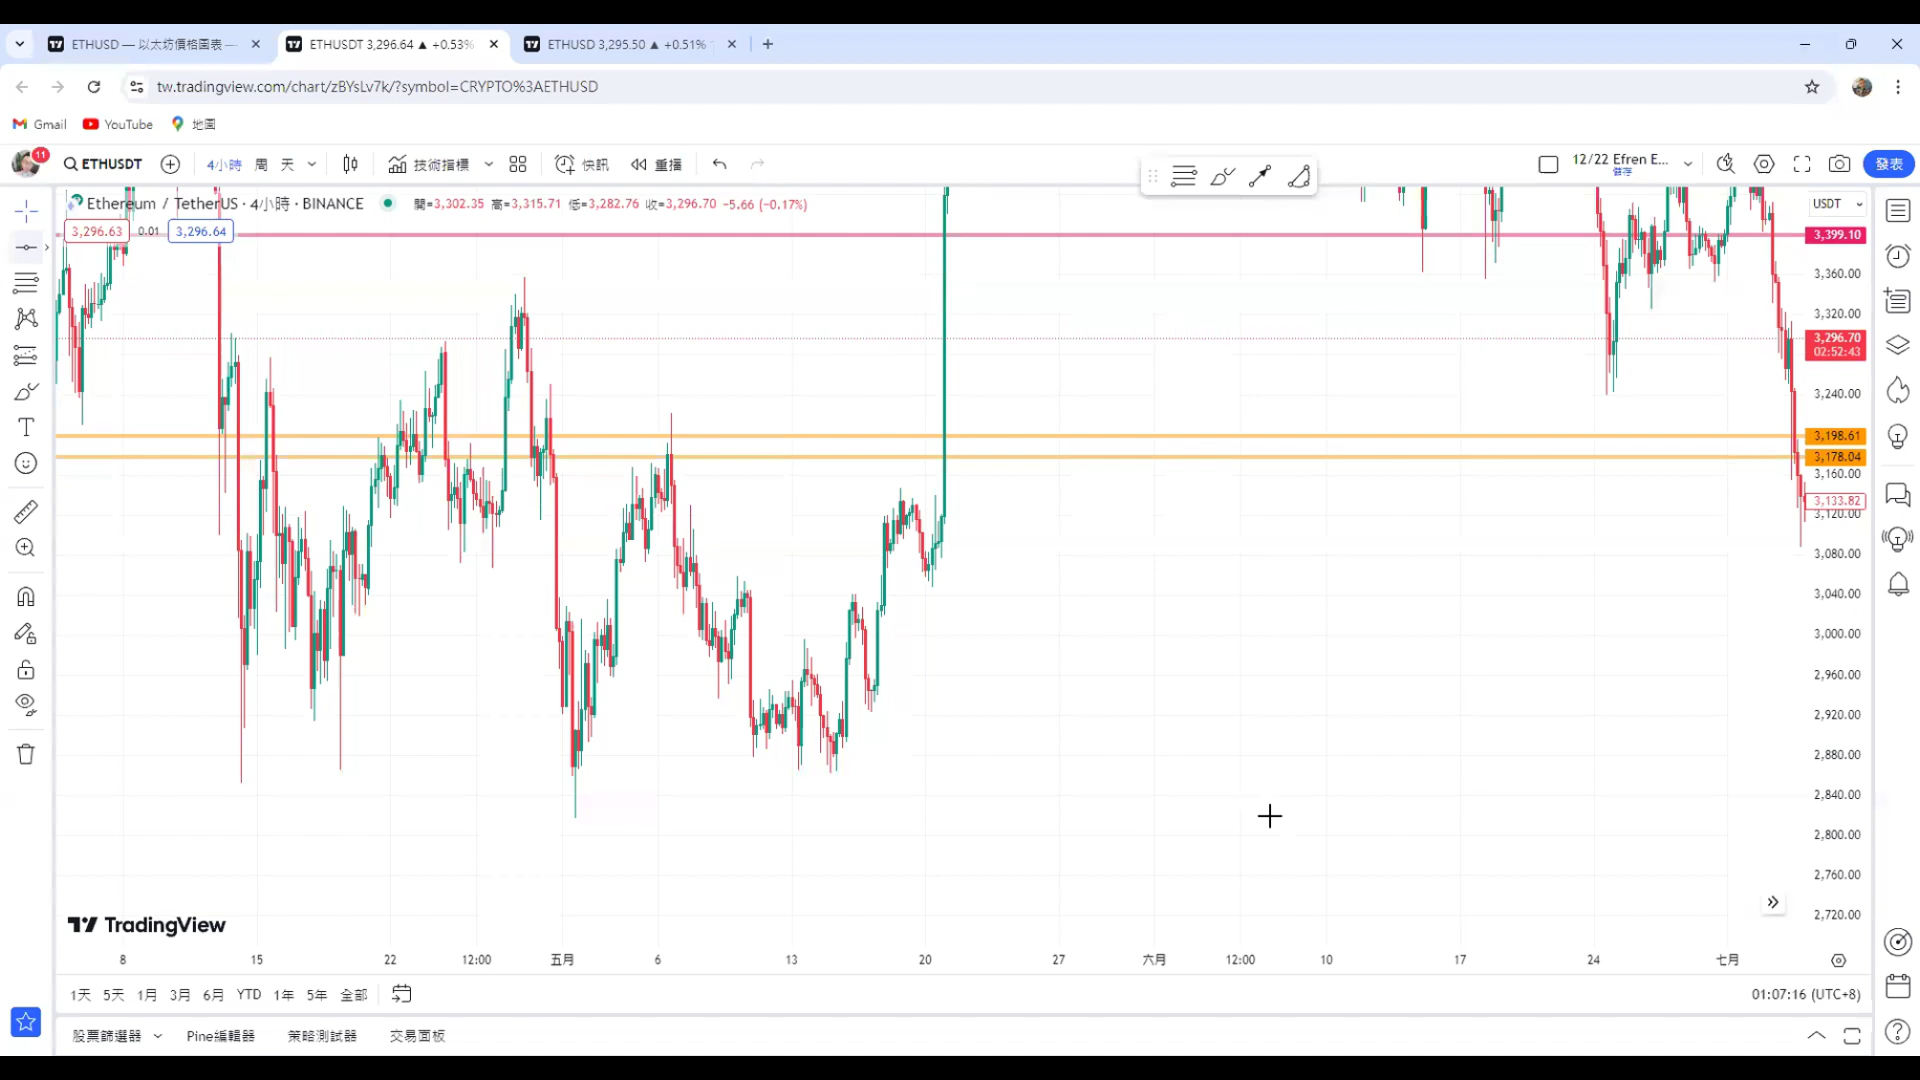 ETHUSD — 以太坊價格圖表 —
ETHUSDT 3,296.64 ▲ +0.53%
ETHUSD 3,295.50 ▲ +0.51%
tw.tradingview.com/chart/zBYsLv7k/?symbol=CRYPTO%3AETHUSD
Gmail
YouTube
地圖
11
ETHUSDT
4小時 周 天
技術指標
快訊
重播
12/22 Efren E...
儲存
發表
Ethereum / TetherUS · 4小時 · BINANCE
開=3,302.35 高=3,315.71 低=3,282.76 收=3,296.70 −5.66 (−0.17%)
USDT
3,296.63 0.01 3,296.64
3,399.10
3,360.00
3,320.00
3,296.70
02:52:43
3,240.00
3,198.61
3,178.04
3,160.00
3,133.82
3,120.00
3,080.00
3,040.00
3,000.00
2,960.00
2,920.00
2,880.00
2,840.00
2,800.00
2,760.00
2,720.00
TradingView
8 15 22 12:00 五月 6 13 20 27 六月 12:00 10 17 24 七月
1天 5天 1月 3月 6月 YTD 1年 5年 全部
01:07:16 (UTC+8)
股票篩選器 Pine編輯器 策略測試器 交易面板